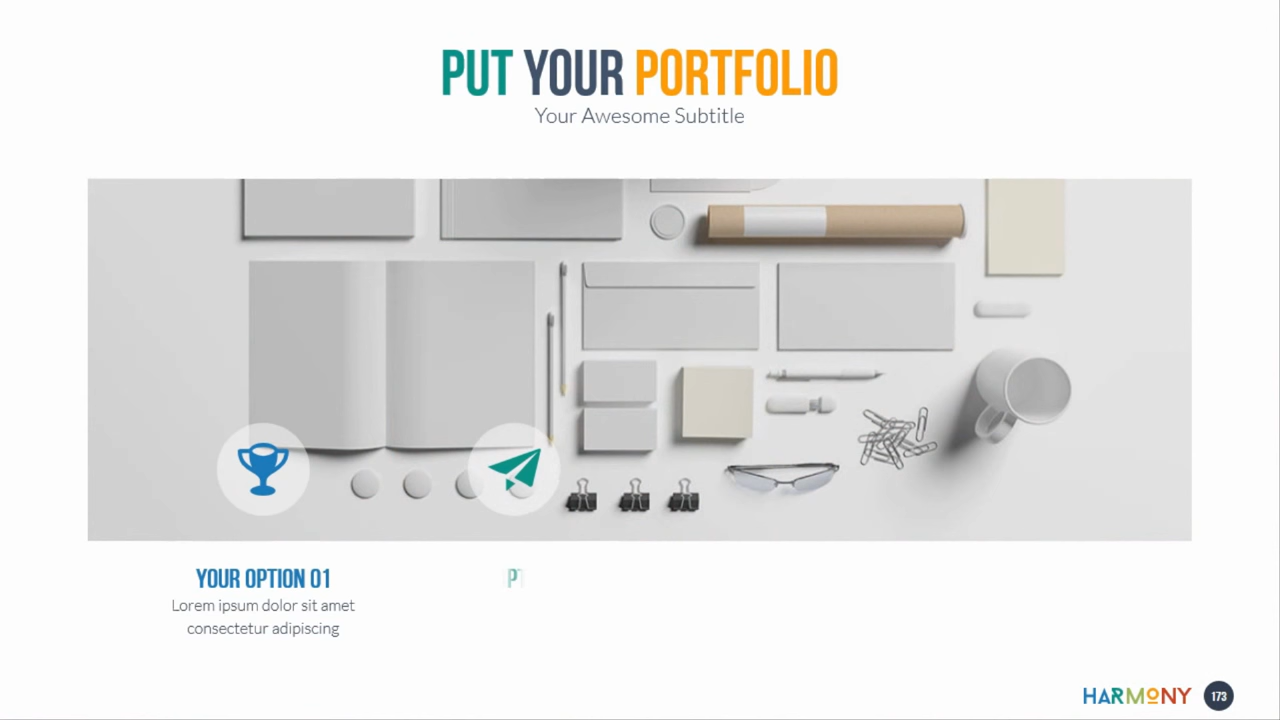 PUT YOUR PORTFOLIO
Your Awesome Subtitle
YOUR OPTION 01
Lorem ipsum dolor sit amet
consectetur adipiscing
HARMONY
173